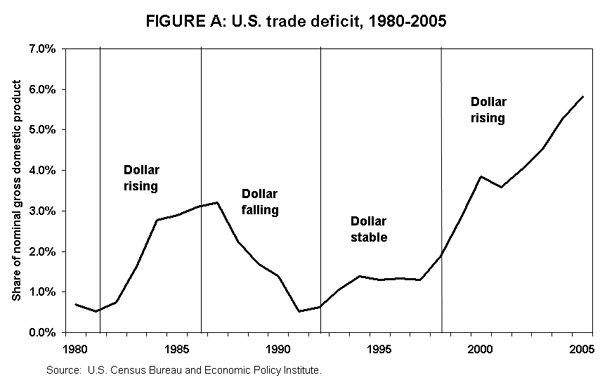 FIGURE A: U.S. trade deficit, 1980-2005
Share of nominal gross domestic product
7.0%
6.0%
5.0%
4.0%
3.0%
2.0%
1.0%
0.0%
Dollar
rising
Dollar
falling
Dollar
stable
Dollar
rising
1980 1985 1990 1995 2000 2005
Source: U.S. Census Bureau and Economic Policy Institute.